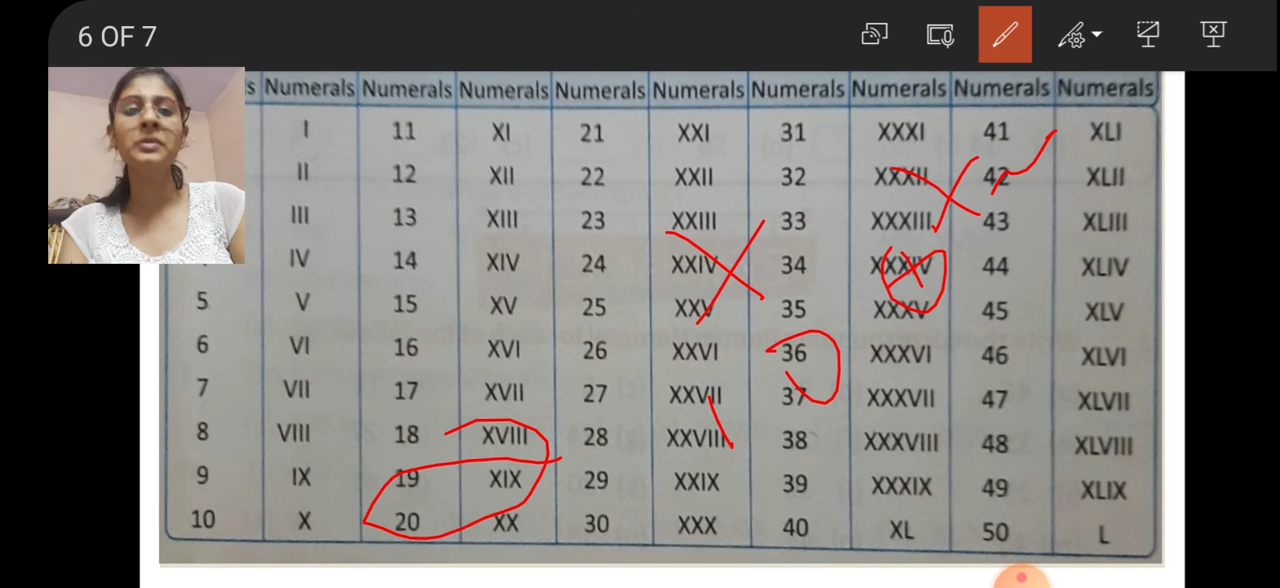 6 OF 7
s Numerals Numerals Numerals Numerals Numerals Numerals Numerals Numerals Numerals
I 11 XI 21 XXI 31 XXXI 41 XLI
II 12 XII 22 XXII 32 XXXII 42 XLII
III 13 XIII 23 XXIII 33 XXXIII 43 XLIII
IV 14 XIV 24 XXIV 34 XXXIV 44 XLIV
5 V 15 XV 25 XXV 35 XXXV 45 XLV
6 VI 16 XVI 26 XXVI 36 XXXVI 46 XLVI
7 VII 17 XVII 27 XXVII 37 XXXVII 47 XLVII
8 VIII 18 XVIII 28 XXVIII 38 XXXVIII 48 XLVIII
9 IX 19 XIX 29 XXIX 39 XXXIX 49 XLIX
10 X 20 XX 30 XXX 40 XL 50 L